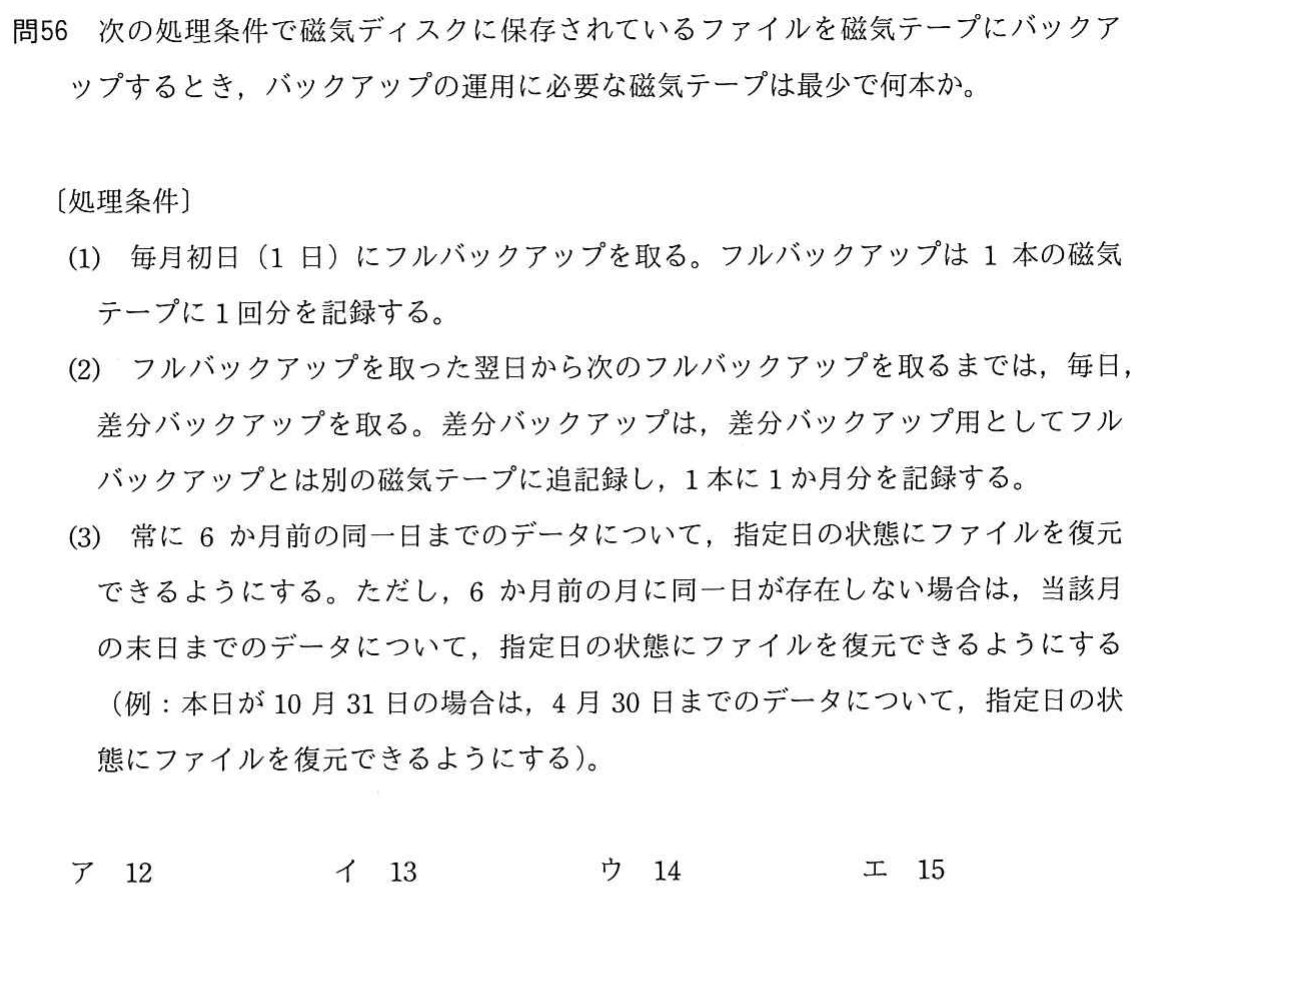 問56　次の処理条件で磁気ディスクに保存されているファイルを磁気テープにバックア
ップするとき，バックアップの運用に必要な磁気テープは最少で何本か。
〔処理条件〕
(1)　毎月初日（1 日）にフルバックアップを取る。フルバックアップは 1 本の磁気
テープに 1 回分を記録する。
(2)　フルバックアップを取った翌日から次のフルバックアップを取るまでは，毎日，
差分バックアップを取る。差分バックアップは，差分バックアップ用としてフル
バックアップとは別の磁気テープに追記録し，1 本に 1 か月分を記録する。
(3)　常に 6 か月前の同一日までのデータについて，指定日の状態にファイルを復元
できるようにする。ただし，6 か月前の月に同一日が存在しない場合は，当該月
の末日までのデータについて，指定日の状態にファイルを復元できるようにする
（例：本日が 10 月 31 日の場合は，4 月 30 日までのデータについて，指定日の状
態にファイルを復元できるようにする）。
ア　12　イ　13　ウ　14　エ　15